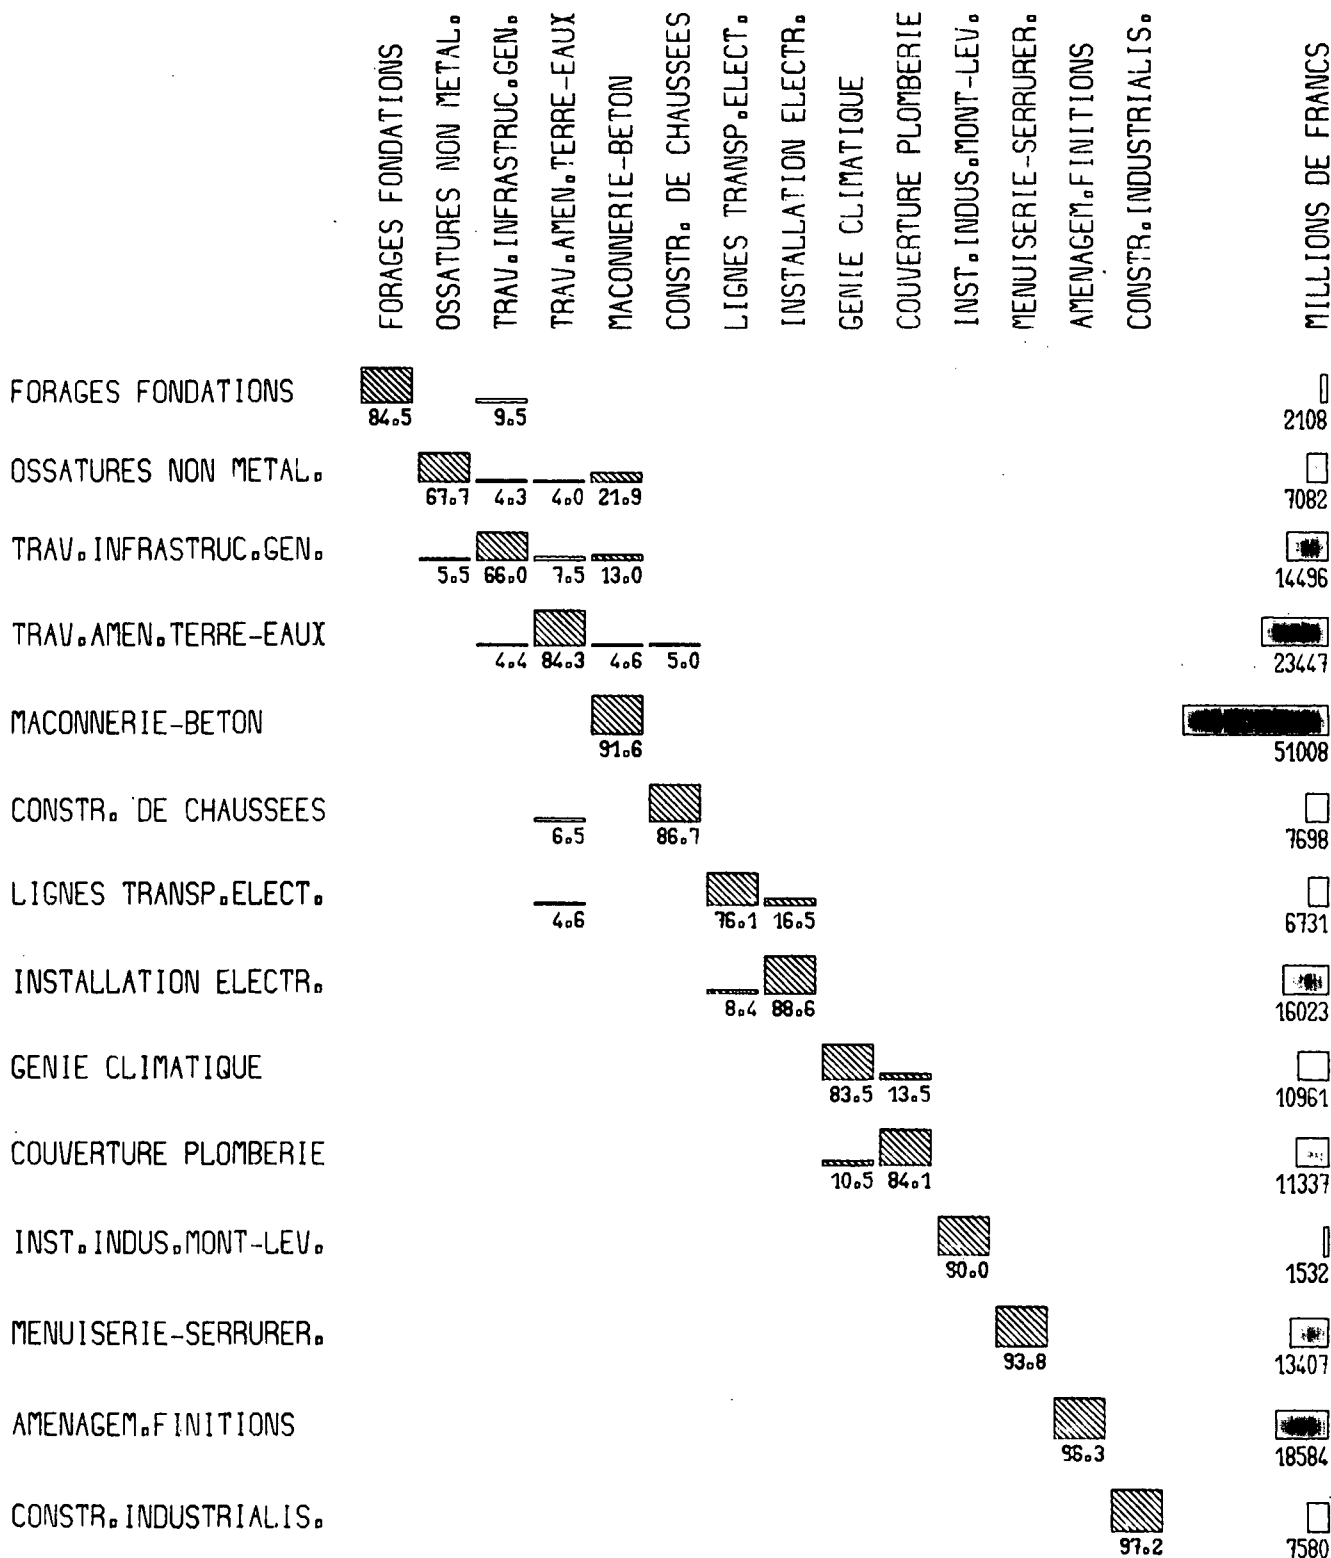 FORAGES FONDATIONS
OSSATURES NON METAL.
TRAV.INFRASTRUC.GEN.
TRAV.AMEN.TERRE-EAUX
MACONNERIE-BETON
CONSTR. DE CHAUSSEES
LIGNES TRANSP.ELECT.
INSTALLATION ELECTR.
GENIE CLIMATIQUE
COUVERTURE PLOMBERIE
INST.INDUS.MONT-LEV.
MENUISERIE-SERRURER.
AMENAGEM.FINITIONS
CONSTR.INDUSTRIALIS.
MILLIONS DE FRANCS
FORAGES FONDATIONS
84.5 9.5 2108
OSSATURES NON METAL.
67.7 4.3 4.0 21.9 7082
TRAV.INFRASTRUC.GEN.
5.5 66.0 7.5 13.0 14496
TRAV.AMEN.TERRE-EAUX
4.4 84.3 4.6 5.0 23447
MACONNERIE-BETON
91.6 51008
CONSTR. DE CHAUSSEES
6.5 86.7 7698
LIGNES TRANSP.ELECT.
4.6 76.1 16.5 6731
INSTALLATION ELECTR.
8.4 88.6 16023
GENIE CLIMATIQUE
83.5 13.5 10961
COUVERTURE PLOMBERIE
10.5 84.1 11337
INST.INDUS.MONT-LEV.
90.0 1532
MENUISERIE-SERRURER.
93.8 13407
AMENAGEM.FINITIONS
96.3 18584
CONSTR.INDUSTRIALIS.
97.2 7580